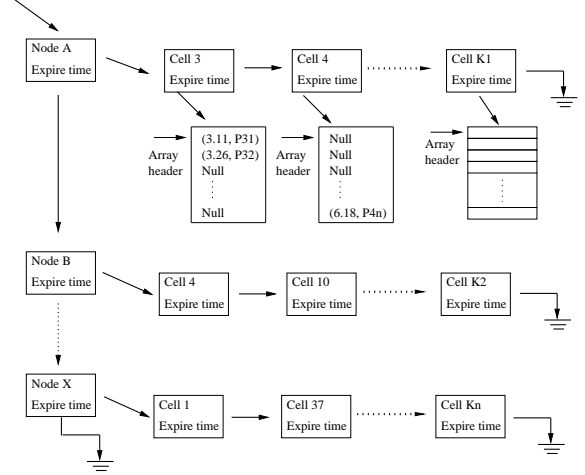 Node A
Expire time
Cell 3
Expire time
Cell 4
Expire time
Cell K1
Expire time
Array
header
(3.11, P31)
(3.26, P32)
Null
Null
Array
header
Null
Null
Null
(6.18, P4n)
Array
header
Node B
Expire time
Cell 4
Expire time
Cell 10
Expire time
Cell K2
Expire time
Node X
Expire time
Cell 1
Expire time
Cell 37
Expire time
Cell Kn
Expire time